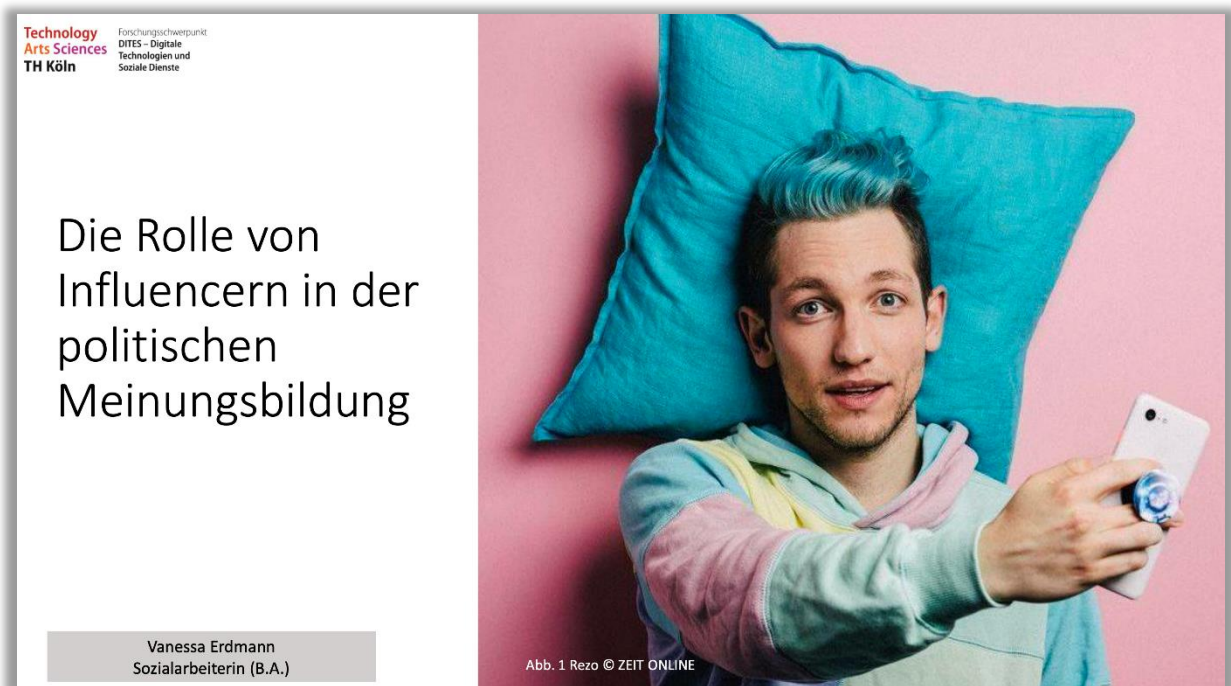 Technology
Arts Sciences
TH Köln
Forschungsschwerpunkt
DITES – Digitale
Technologien und
Soziale Dienste
Die Rolle von
Influencern in der
politischen
Meinungsbildung
Vanessa Erdmann
Sozialarbeiterin (B.A.)
Abb. 1 Rezo © ZEIT ONLINE